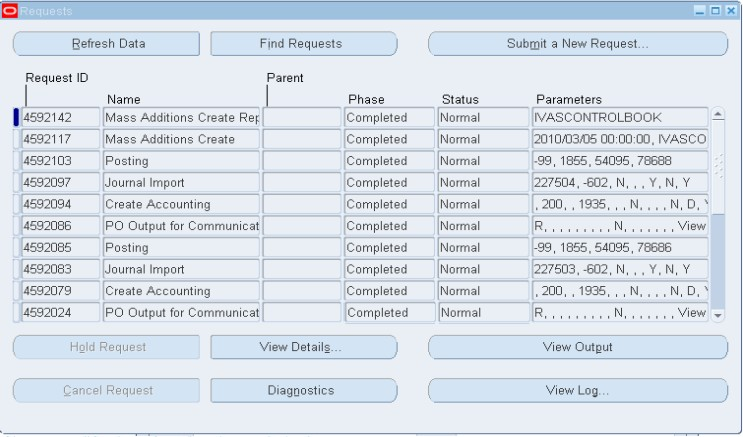 Requests
Refresh Data Find Requests Submit a New Request...
Request ID Parent
Name Phase Status Parameters
4592142 Mass Additions Create Rep Completed Normal IVASCONTROLBOOK
4592117 Mass Additions Create Completed Normal 2010/03/05 00:00:00, IVASCO
4592103 Posting Completed Normal -99, 1855, 54095, 78688
4592097 Journal Import Completed Normal 227504, -602, N, , , Y, N, Y
4592094 Create Accounting Completed Normal , 200, , 1935, , , N, , , , N, D, Y
4592086 PO Output for Communicat Completed Normal R, , , , , , , , , N, , , , , , , View
4592085 Posting Completed Normal -99, 1855, 54095, 78686
4592083 Journal Import Completed Normal 227503, -602, N, , , Y, N, Y
4592079 Create Accounting Completed Normal , 200, , 1935, , , N, , , , N, D, Y
4592024 PO Output for Communicat Completed Normal R, , , , , , , , , N, , , , , , , View
Hold Request View Details... View Output
Cancel Request Diagnostics View Log...